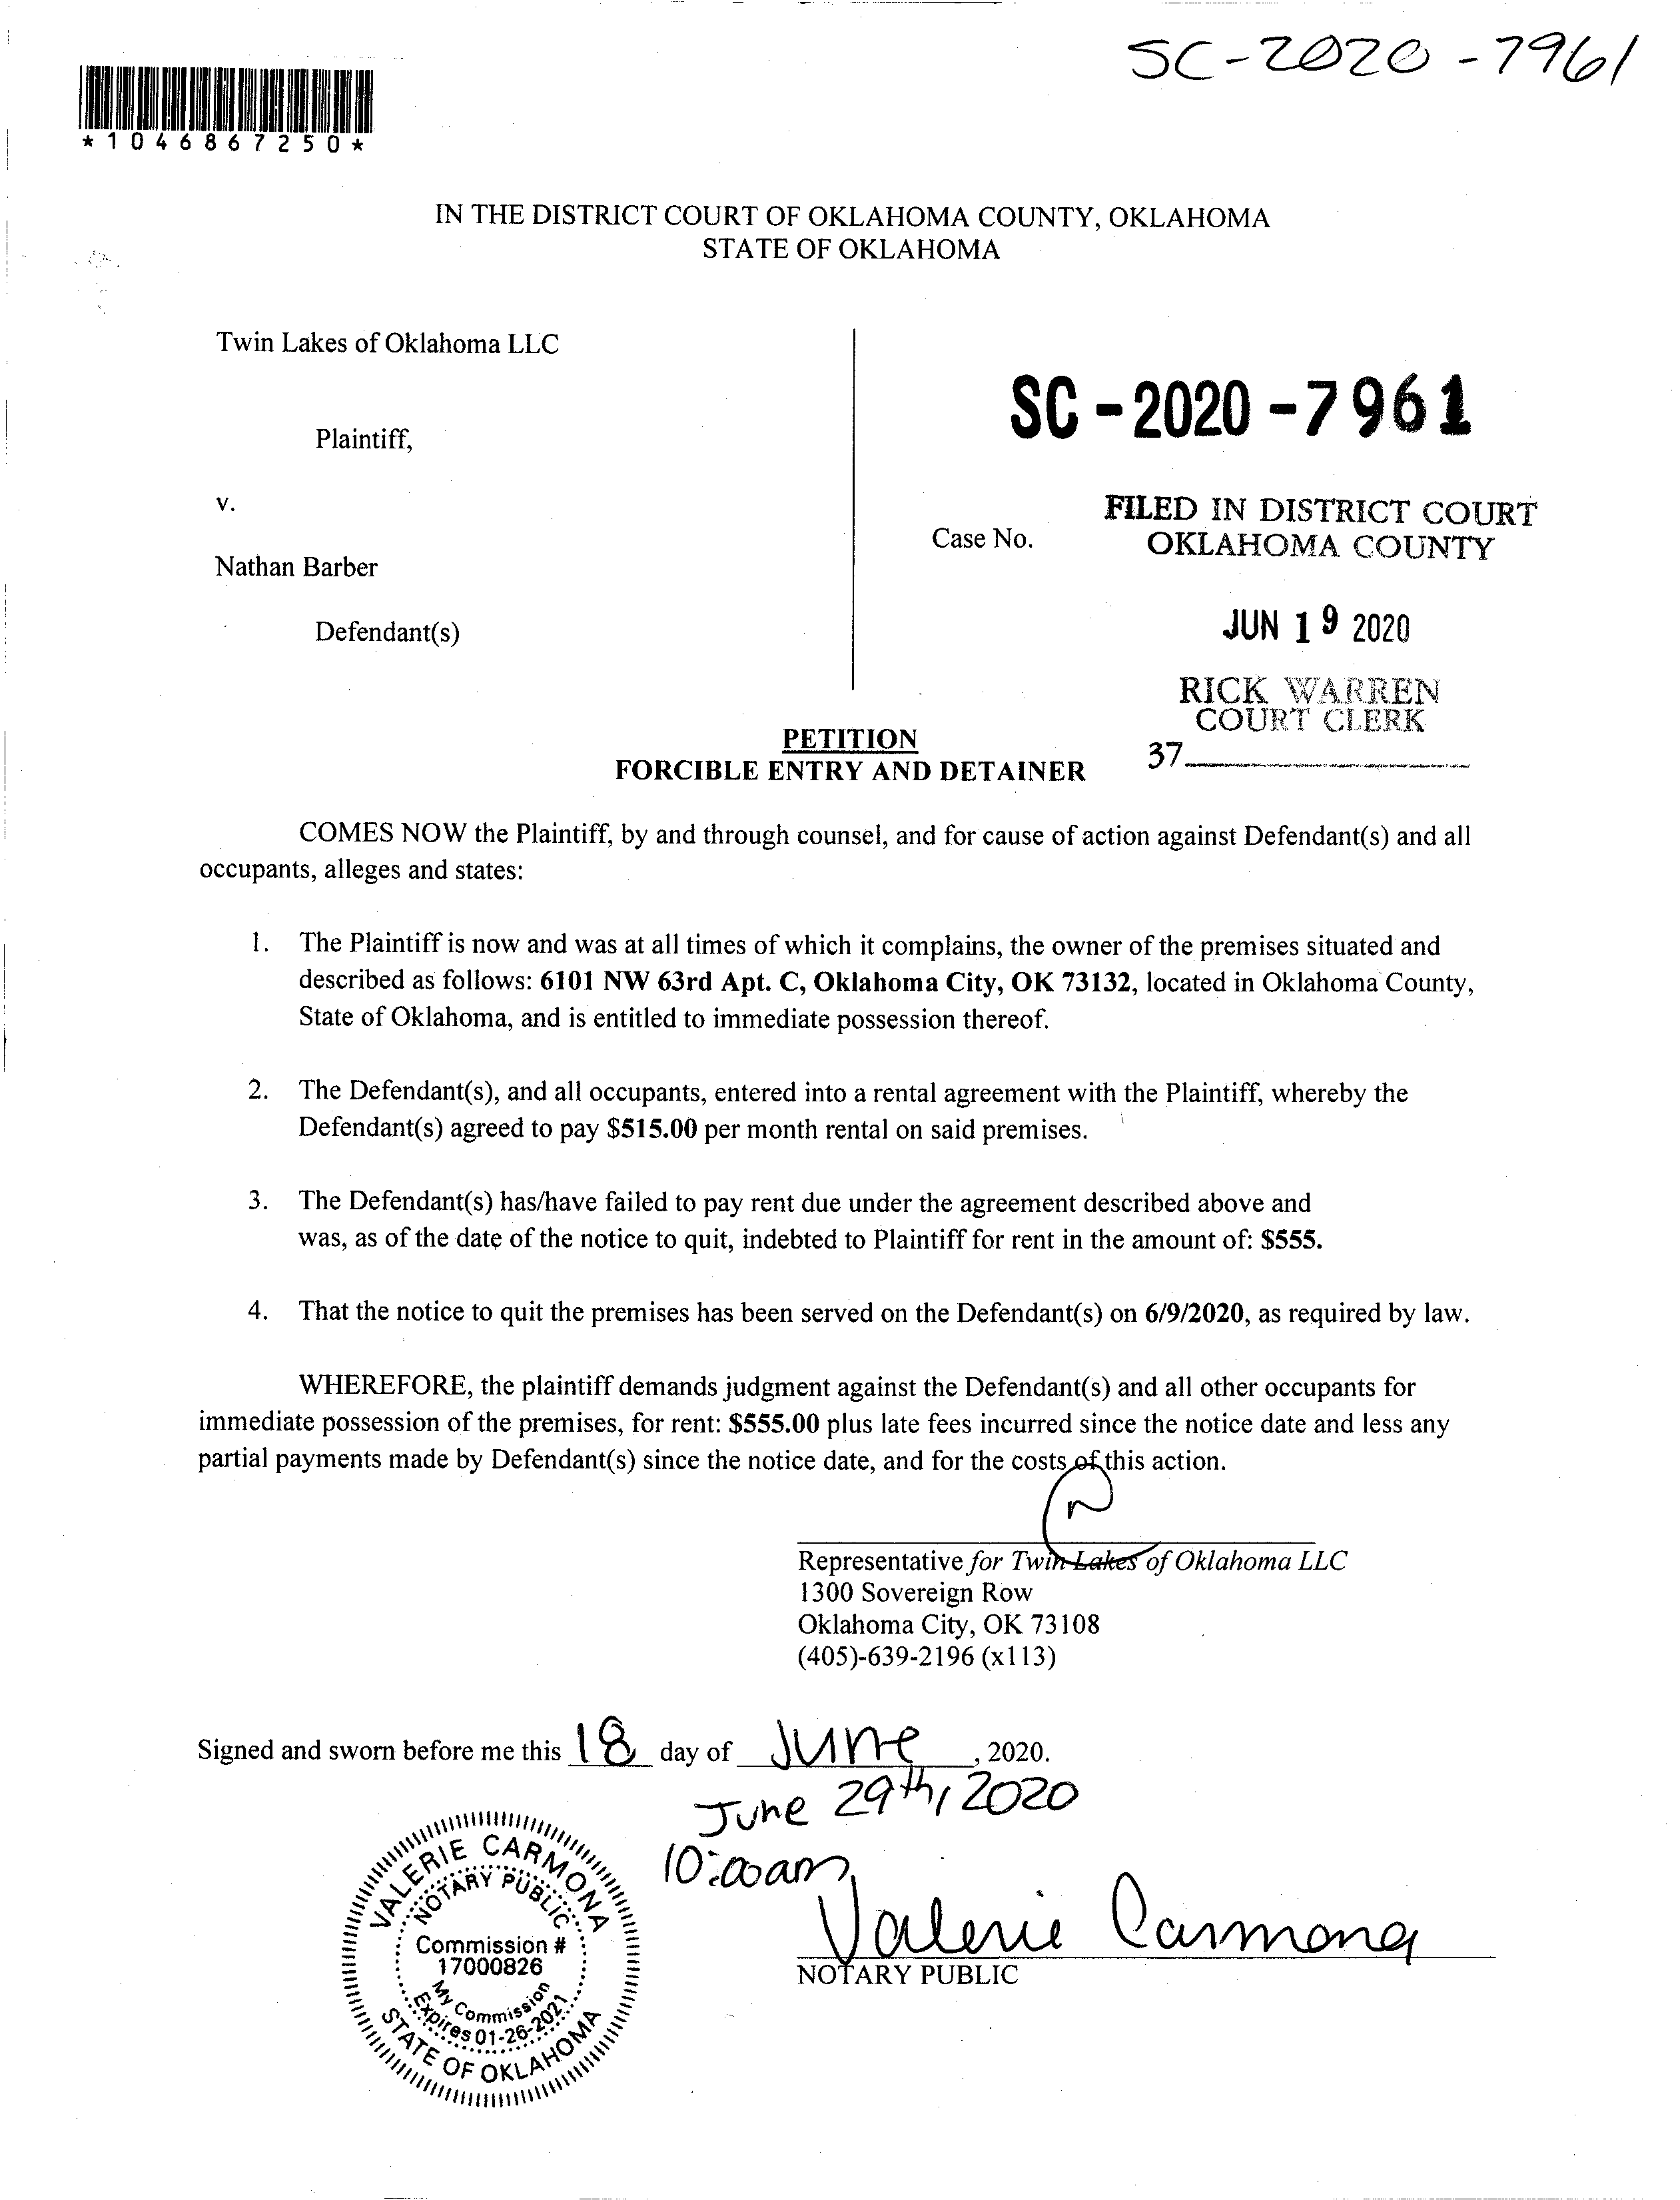 SC-2020-7961
*1046867250*
IN THE DISTRICT COURT OF OKLAHOMA COUNTY, OKLAHOMA
STATE OF OKLAHOMA
Twin Lakes of Oklahoma LLC
Plaintiff,
v.
Nathan Barber
Defendant(s)
SC-2020-7961
Case No.
FILED IN DISTRICT COURT
OKLAHOMA COUNTY
JUN 19 2020
RICK WARREN
COURT CLERK
37
PETITION
FORCIBLE ENTRY AND DETAINER
COMES NOW the Plaintiff, by and through counsel, and for cause of action against Defendant(s) and all
occupants, alleges and states:
1. The Plaintiff is now and was at all times of which it complains, the owner of the premises situated and
described as follows: 6101 NW 63rd Apt. C, Oklahoma City, OK 73132, located in Oklahoma County,
State of Oklahoma, and is entitled to immediate possession thereof.
2. The Defendant(s), and all occupants, entered into a rental agreement with the Plaintiff, whereby the
Defendant(s) agreed to pay $515.00 per month rental on said premises.
3. The Defendant(s) has/have failed to pay rent due under the agreement described above and
was, as of the date of the notice to quit, indebted to Plaintiff for rent in the amount of: $555.
4. That the notice to quit the premises has been served on the Defendant(s) on 6/9/2020, as required by law.
WHEREFORE, the plaintiff demands judgment against the Defendant(s) and all other occupants for
immediate possession of the premises, for rent: $555.00 plus late fees incurred since the notice date and less any
partial payments made by Defendant(s) since the notice date, and for the costs of this action.
Representative for Twin Lakes of Oklahoma LLC
1300 Sovereign Row
Oklahoma City, OK 73108
(405)-639-2196 (x113)
Signed and sworn before me this 18 day of June, 2020.
June 29th, 2020
10:00am
Valerie Carmona
NOTARY PUBLIC
VALERIE CARMONA
NOTARY PUBLIC
Commission #
17000826
My Commission
Expires 01-26-2021
STATE OF OKLAHOMA